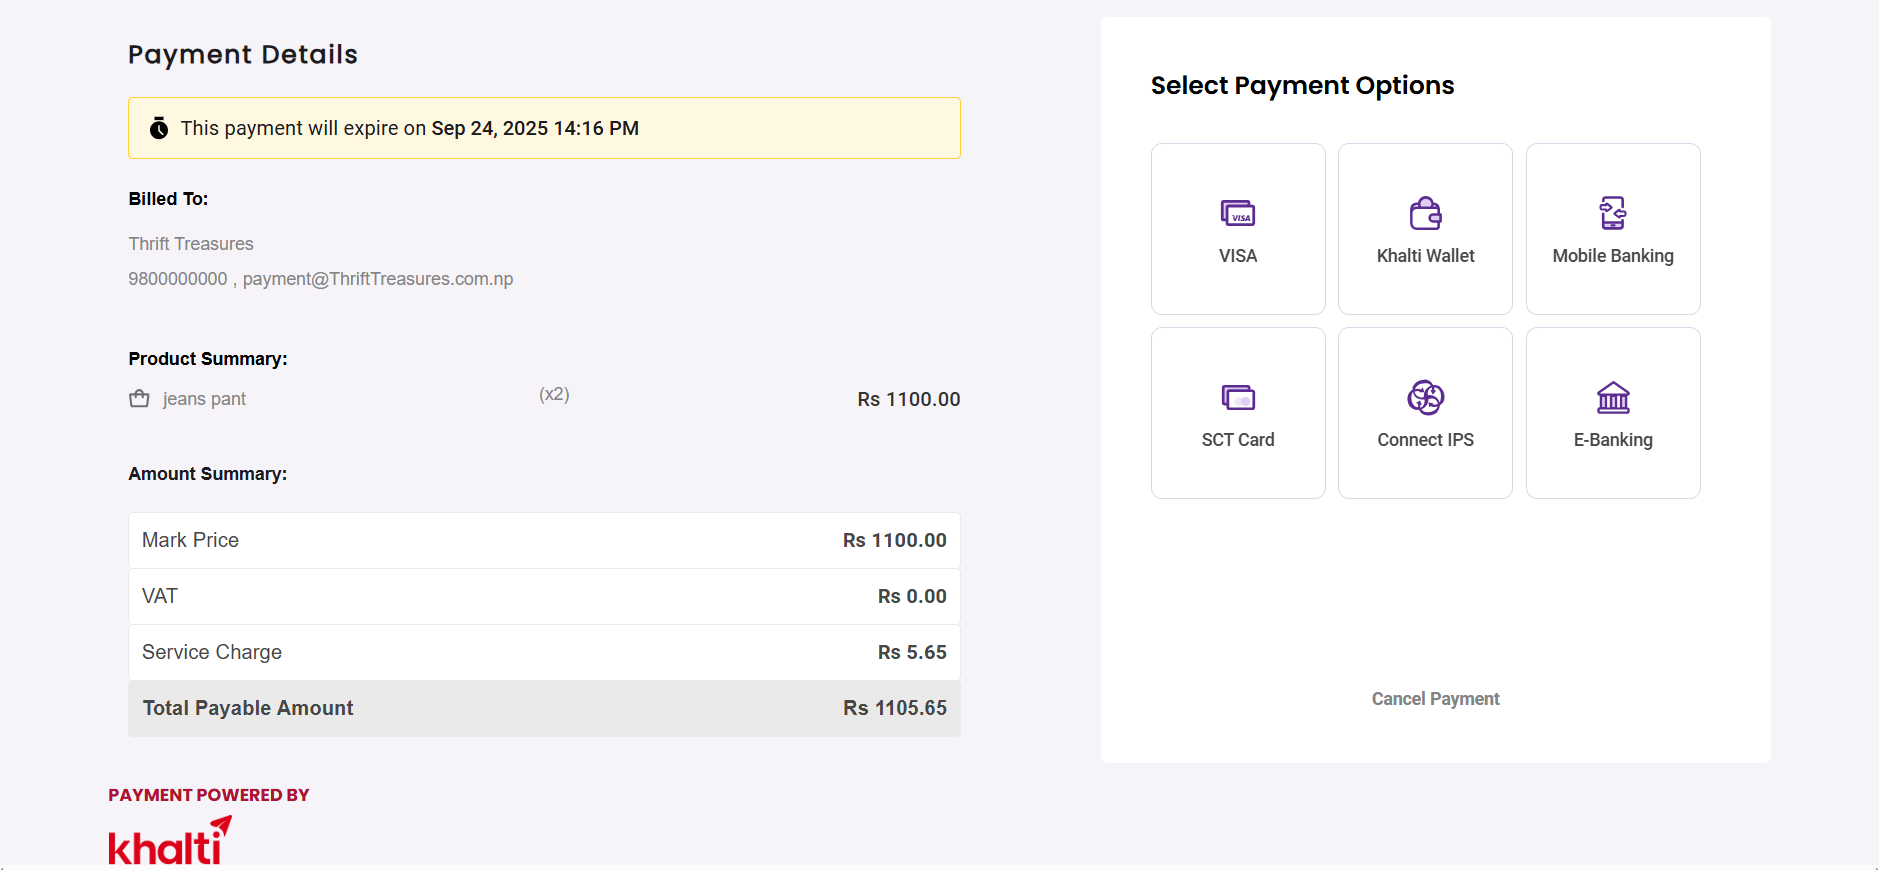 Payment Details
This payment will expire on Sep 24, 2025 14:16 PM
Billed To:
Thrift Treasures
9800000000 , payment@ThriftTreasures.com.np
Product Summary:
jeans pant (x2) Rs 1100.00
Amount Summary:
Mark Price Rs 1100.00
VAT Rs 0.00
Service Charge Rs 5.65
Total Payable Amount Rs 1105.65
PAYMENT POWERED BY
khalti
Select Payment Options
VISA
VISA Khalti Wallet Mobile Banking
SCT Card Connect IPS E-Banking
Cancel Payment